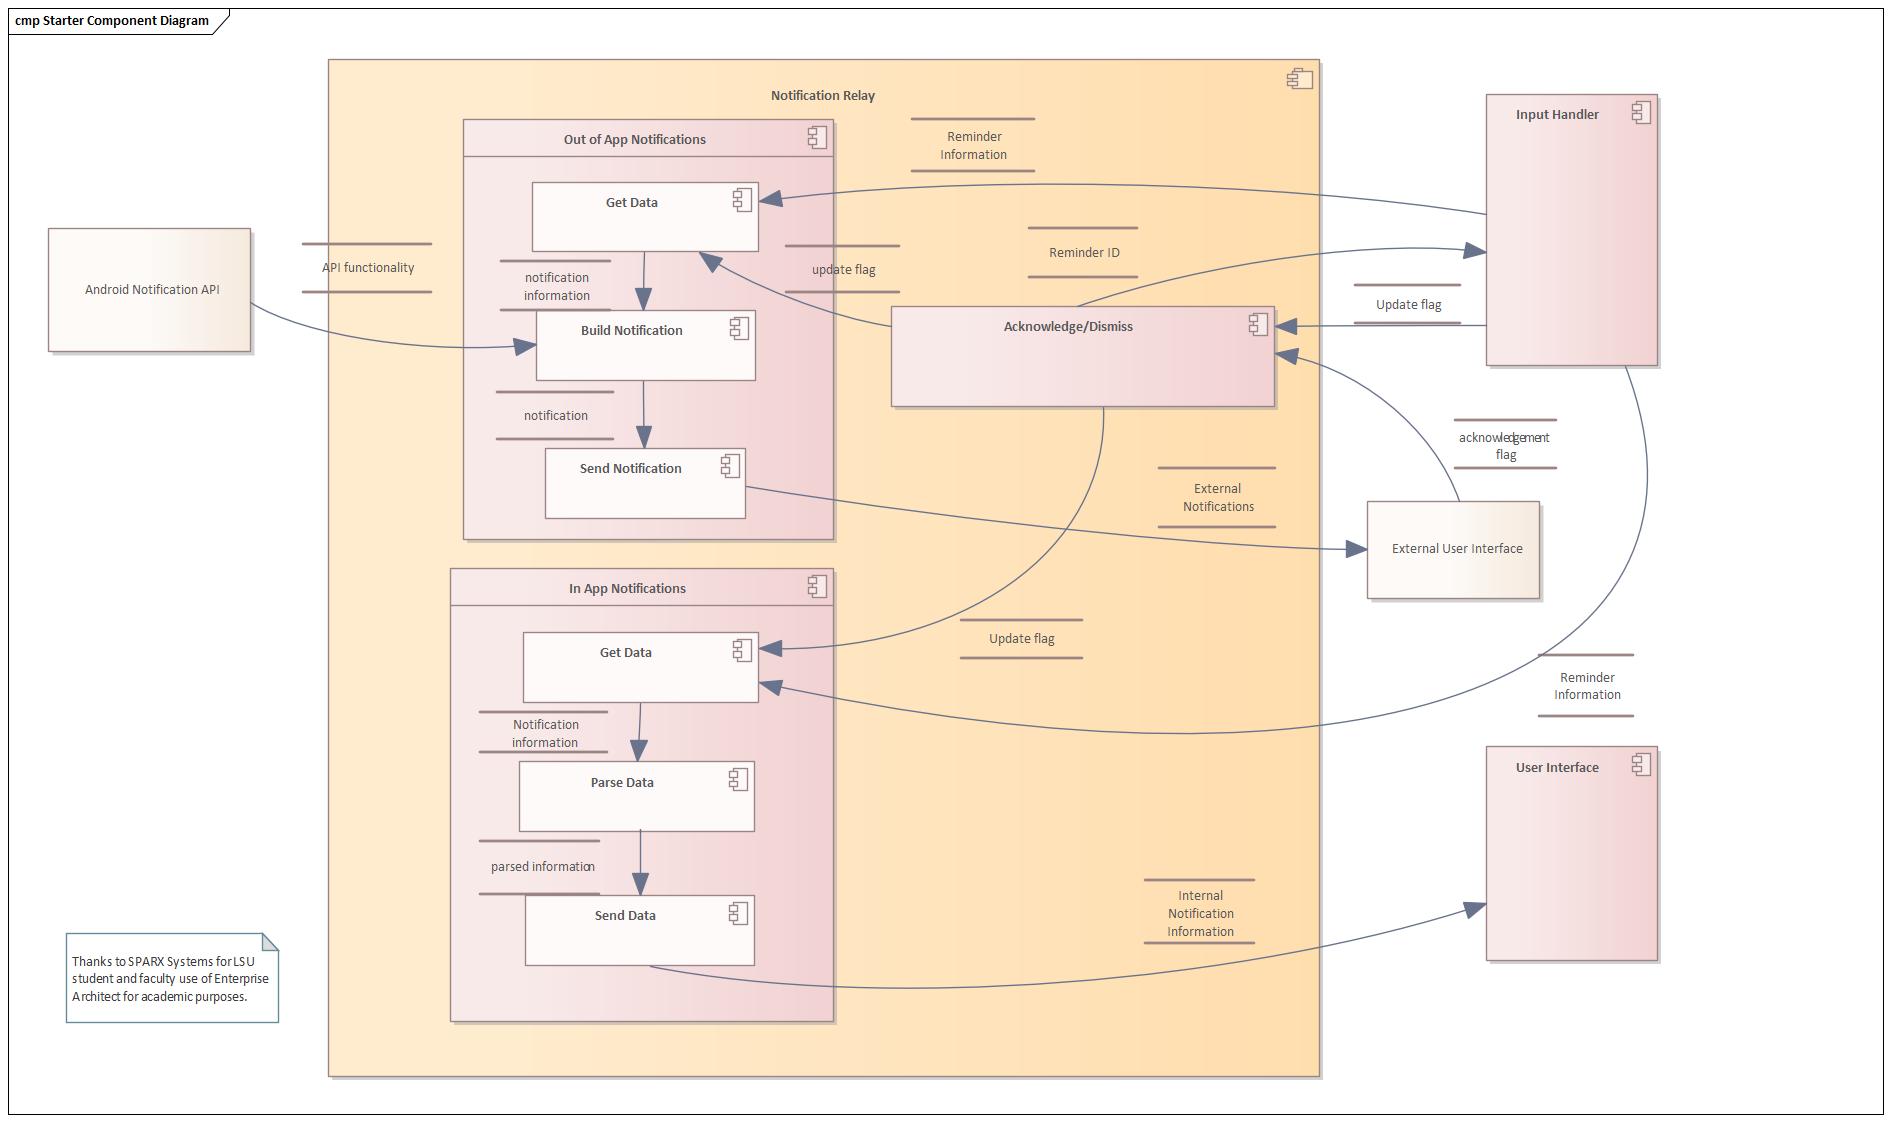 cmp Starter Component Diagram
Notification Relay
Out of App Notifications
Get Data
notification
information
Build Notification
notification
Send Notification
Android Notification API
API functionality
Reminder
Information
update flag
Reminder ID
Acknowledge/Dismiss
Input Handler
Update flag
acknowledgement
flag
External
Notifications
External User Interface
In App Notifications
Get Data
Update flag
Notification
information
Parse Data
parsed information
Send Data
Reminder
Information
User Interface
Internal
Notification
Information
Thanks to SPARX Systems for LSU
student and faculty use of Enterprise
Architect for academic purposes.